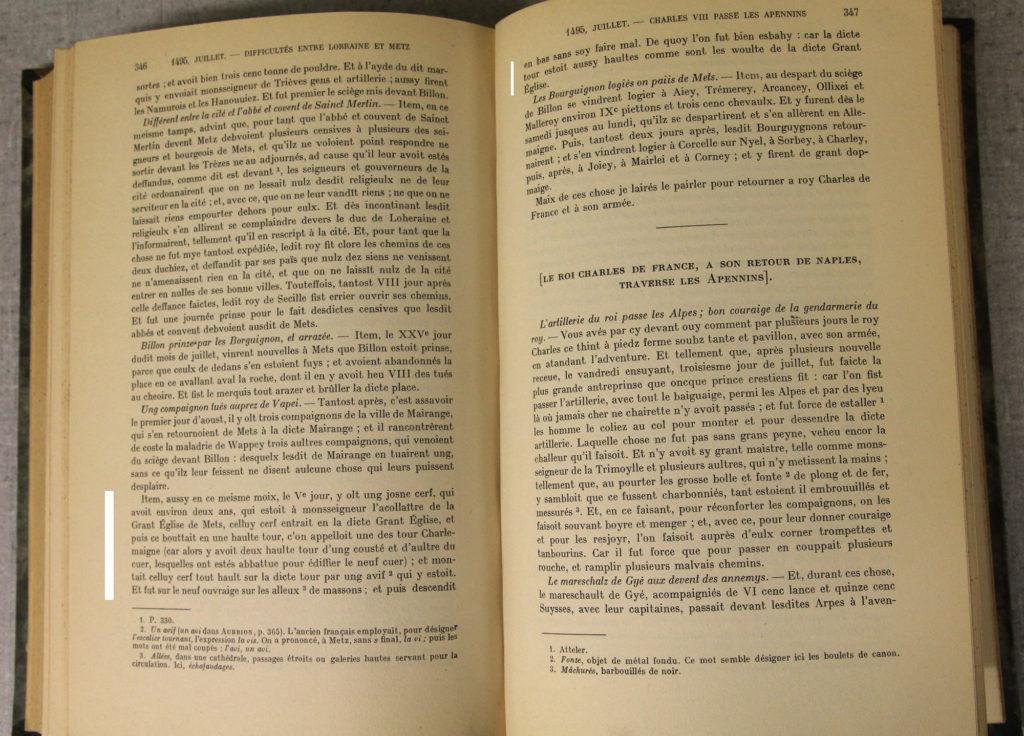 346 1495, JUILLET. — DIFFICULTÉS ENTRE LORRAINE ET METZ
sortes ; et avoit bien trois cenc tonne de pouldre. Et à l'ayde du dit mar-
quis y envoiait monsseigneur de Trièves gens et artillerie ; aussy firent
les Namurois et les Hanouiez. Et fut premier le sciège mis devant Billon.
Différent entre la cité et l'abbé et covent de Sainct Mertin. — Item, en ce
meisme tamps, advint que, pour tant que l'abbé et couvent de Sainct
Mertin devent Metz debvoient plusieurs censives à plusieurs des sei-
gneurs et bourgeois de Mets, et qu'ilz ne voloient point respondre ne
sortir devant les Trèzes ne au adjournés, ad cause qu'il leur avoit estés
deffandus, comme dit est devant ¹, les seigneurs et gouverneurs de la
cité ordonnairent que on ne lessait nulz desdit religieulx ne de leur
serviteur en la cité ; et, avec ce, que on ne leur vandît riens ; ne que on ne
laissait riens empourter dehors pour eulx. Et dès incontinant lesdit
religieulx s'en allirent se complaindre devers le duc de Loheraine et
l'informairent, tellement qu'il en rescript à la cité. Et, pour tant que la
chose ne fut mye tantost expédiée, ledit roy fit clore les chemins de ces
deux duchiez, et deffandit par ses païs que nulz dez siens ne venissent
ne n'amenaissent rien en la cité, et que on ne laissît nulz de la cité
entrer en nulles de ses bonne villes. Touteffois, tantost VIII jour après
celle deffance faictes, ledit roy de Secille fist errier ouvrir ses chemins.
Et fut une journée prinse pour le fait desdictes censives que lesdit
abbés et convent debvoient ausdit de Mets.
Billon prinse par les Borguignon, et arrazée. — Item, le XXVe jour
dudit mois de juillet, vinrent nouvelles à Mets que Billon estoit prinse,
parce que ceulx de dedans s'en estoient fuys ; et avoient abandonnés la
place en ce avallant aval la roche, dont il en y avoit heu VIII des tués
au cheoire. Et fist le merquis tout arazer et brûller la dicte place.
Ung compaignon tués auprez de Vapei. — Tantost après, c'est assavoir
le premier jour d'aoust, il y olt trois compaignons de la ville de Mairange,
qui s'en retournoient de Mets à la dicte Mairange ; et il rancontrèrent
de coste la maladrie de Wappey trois aultres compaignons, qui venoient
du sciège devant Billon : desquelx lesdit de Mairange en tuairent ung,
sans ce qu'ilz leur feissent ne disent auleune chose qui leurs puissent
desplaire.
Item, aussy en ce meisme moix, le Ve jour, y olt ung josne cerf, qui
avoit environ deux ans, qui estoit à monsseigneur l'acollattre de la
Grant Église de Mets, celluy cerf entrait en la dicte Grant Église, et
puis ce bouttait en une haulte tour, c'on appelloit une des tour Charle-
maigne (car alors y avoit deux haulte tour d'ung cousté et d'aultre du
cuer, lesquelles ont estés abbattue pour édiffier le neuf cuer) ; et mon-
tait celluy cerf tout hault sur la dicte tour par ung avif ² qui y estoit.
Et fut sur le neuf ouvraige sur les alleux ³ de massons ; et puis descendit
1. P. 330.
2. Un avif (un avi dans AUBRION, p. 365). L'ancien français employait, pour désigner
l'escalier tournant, l'expression la vis. On a prononcé, à Metz, sans s final, la vi ; puis les
mots ont été mal coupés : l'avi, un avi.
3. Allées, dans une cathédrale, passages étroits ou galeries hautes servant pour la
circulation. Ici, échafaudages.
1495, JUILLET. — CHARLES VIII PASSE LES APENNINS 347
en bas sans soy faire mal. De quoy l'on fut bien esbahy : car la dicte
tour estoit aussy haultes comme sont les woulte de la dicte Grant
Église.
Les Bourguignon logiés on paiis de Mets. — Item, au despart du sciège
de Billon se vindrent logier à Aiey, Trémerey, Arcancey, Ollixei et
Malleroy environ IXc piettons et trois cenc chevaulx. Et y furent dès le
samedi jusques au lundi, qu'ilz se despartirent et s'en allèrent en Alle-
maigne. Puis, tantost deux jours après, lesdit Bourguygnons retour-
nairent ; et s'en vindrent logier à Corcelle sur Nyel, à Sorbey, à Charley,
puis, après, à Joiey, à Mairlei et à Corney ; et y firent de grant dop-
maige.
Maix de ces chose je lairés le pairler pour retourner a roy Charles de
France et à son armée.
[LE ROI CHARLES DE FRANCE, A SON RETOUR DE NAPLES,
TRAVERSE LES APENNINS].
L'artillerie du roi passe les Alpes ; bon couraige de la gendarmerie du
roy. — Vous avés par cy devant ouy comment par plusieurs jours le roy
Charles ce thint à piedz ferme soubz tante et pavillon, avec son armée,
en atandant l'adventure. Et tellement que, après plusieurs nouvelle
receue, le vandredi ensuyant, troisiesme jour de juillet, fut faicte la
plus grande antreprinse que oncque prince crestiens fit : car l'on fist
passer l'artillerie, avec tout le baiguaige, permi les Alpes et par des lyeu
là où jamais cher ne chairette n'y avoit passés ; et fut force de estaller ¹
les homme le coliez au col pour monter et pour dessendre la dicte
artillerie. Laquelle chose ne fut pas sans grans peyne, veheu encor la
challeur qu'il faisoit. Et n'y avoit sy grant maistre, telle comme mons-
seigneur de la Trimoylle et plusieurs aultres, qui n'y metissent la mains ;
tellement que, au pourter les grosse bolle et fonte ² de plong et de fer,
y sambloit que ce fussent charbonniés, tant estoient il embrouuillés et
messurés ³. Et, en ce faisant, pour réconforter les compaignons, on les
faisoit souvant boyre et menger ; et, avec ce, pour leur donner couraige
et pour les resjoyr, l'on faisoit auprès d'eulx corner trompettes et
tanbourins. Car il fut force que pour passer en couppait plusieurs
rouche, et ramplir plusieurs malvais chemins.
Le mareschalz de Gyé aux devent des annemys. — Et, durant ces chose,
le mareschault de Gyé, acompaigniés de VI cenc lance et quinze cenc
Suysses, avec leur capitaines, passait devant lesdites Arpes à l'aven-
1. Atteler.
2. Fonte, objet de métal fondu. Ce mot semble désigner ici les boulets de canon.
3. Mâchurés, barbouillés de noir.